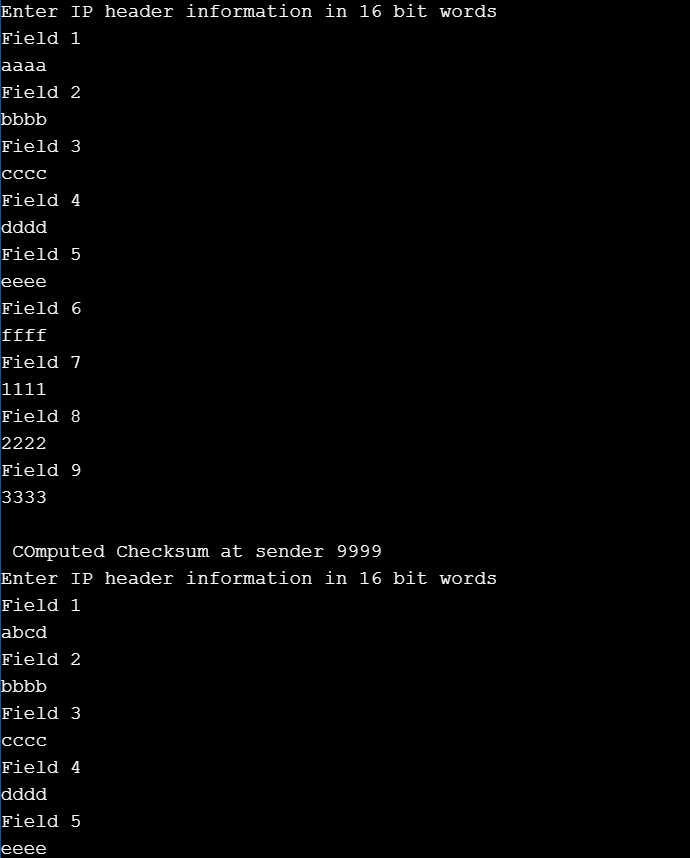 Enter IP header information in 16 bit words
Field 1
aaaa
Field 2
bbbb
Field 3
cccc
Field 4
dddd
Field 5
eeee
Field 6
ffff
Field 7
1111
Field 8
2222
Field 9
3333
COmputed Checksum at sender 9999
Enter IP header information in 16 bit words
Field 1
abcd
Field 2
bbbb
Field 3
cccc
Field 4
dddd
Field 5
eeee